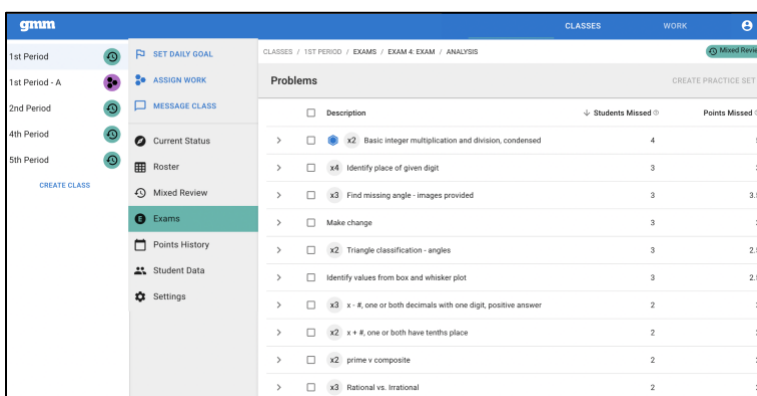 gmm
CLASSES
WORK
1st Period
1st Period - A
2nd Period
4th Period
5th Period
CREATE CLASS
SET DAILY GOAL
ASSIGN WORK
MESSAGE CLASS
Current Status
Roster
Mixed Review
E Exams
Points History
Student Data
Settings
CLASSES / 1ST PERIOD / EXAMS / EXAM 4: EXAM / ANALYSIS
Mixed Revie
Problems
CREATE PRACTICE SET
Description ↓ Students Missed Points Missed
x2 Basic integer multiplication and division, condensed 4
x4 Identify place of given digit 3
x3 Find missing angle - images provided 3 3.
Make change 3
x2 Triangle classification - angles 3 2.
Identify values from box and whisker plot 3 2.
x3 x - #, one or both decimals with one digit, positive answer 2
x2 x + #, one or both have tenths place 2
x2 prime v composite 2
x3 Rational vs. Irrational 2